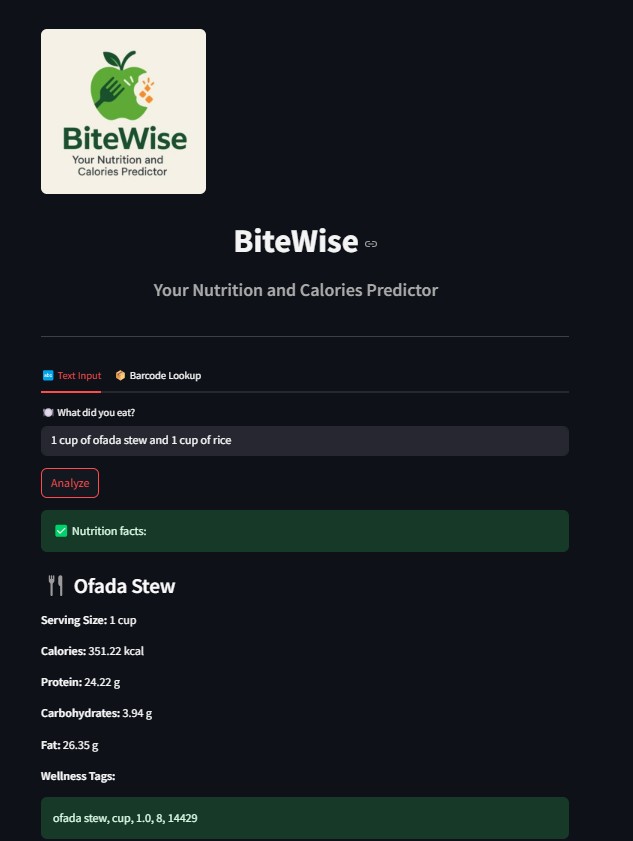 BiteWise
Your Nutrition and
Calories Predictor
BiteWise
Your Nutrition and Calories Predictor
abc Text Input
Barcode Lookup
What did you eat?
1 cup of ofada stew and 1 cup of rice
Analyze
Nutrition facts:
Ofada Stew
Serving Size: 1 cup
Calories: 351.22 kcal
Protein: 24.22 g
Carbohydrates: 3.94 g
Fat: 26.35 g
Wellness Tags:
ofada stew, cup, 1.0, 8, 14429